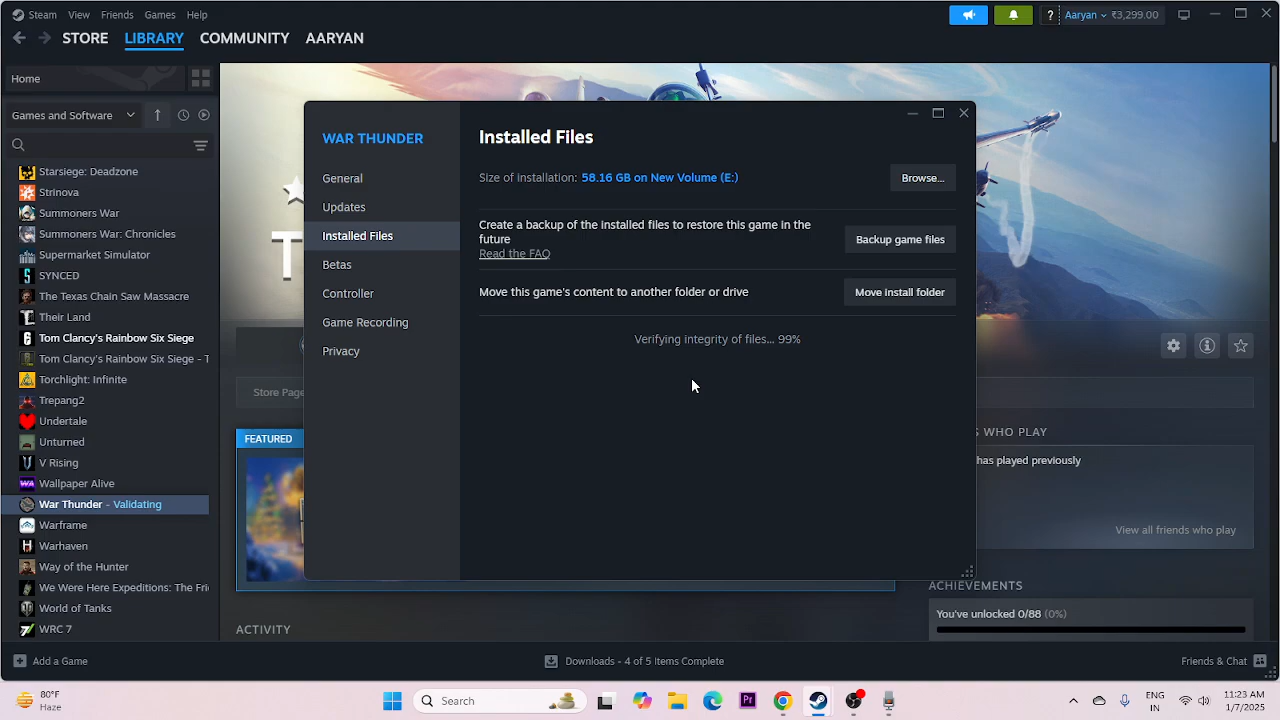 Steam View Friends Games Help
? Aaryan ₹3,299.00
STORE LIBRARY COMMUNITY AARYAN
Home
Games and Software
Starsiege: Deadzone
Strinova
Summoners War
Summoners War: Chronicles
Supermarket Simulator
SYNCED
The Texas Chain Saw Massacre
Their Land
Tom Clancy's Rainbow Six Siege
Tom Clancy's Rainbow Six Siege - T
Torchlight: Infinite
Trepang2
Undertale
Unturned
V Rising
Wallpaper Alive
War Thunder - Validating
Warframe
Warhaven
Way of the Hunter
We Were Here Expeditions: The Frie
World of Tanks
WRC 7
T
WAR THUNDER
General
Updates
Installed Files
Betas
Controller
Game Recording
Privacy
Installed Files
Size of installation: 58.16 GB on New Volume (E:)
Browse...
Create a backup of the installed files to restore this game in the
future
Read the FAQ
Backup game files
Move this game's content to another folder or drive
Move install folder
Verifying integrity of files... 99%
Store Page
FEATURED
S WHO PLAY
has played previously
View all friends who play
ACHIEVEMENTS
You've unlocked 0/88 (0%)
ACTIVITY
Add a Game
Downloads - 4 of 5 Items Complete
Friends & Chat
80°F
Haze
Search
Pr
ENG
IN
11:23 AM
1/7/2025